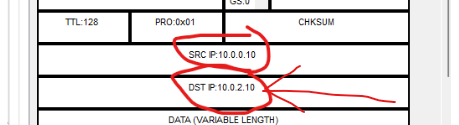 GS:0
TTL:128 PRO:0x01 CHKSUM
SRC IP:10.0.0.10
DST IP:10.0.2.10
DATA (VARIABLE LENGTH)